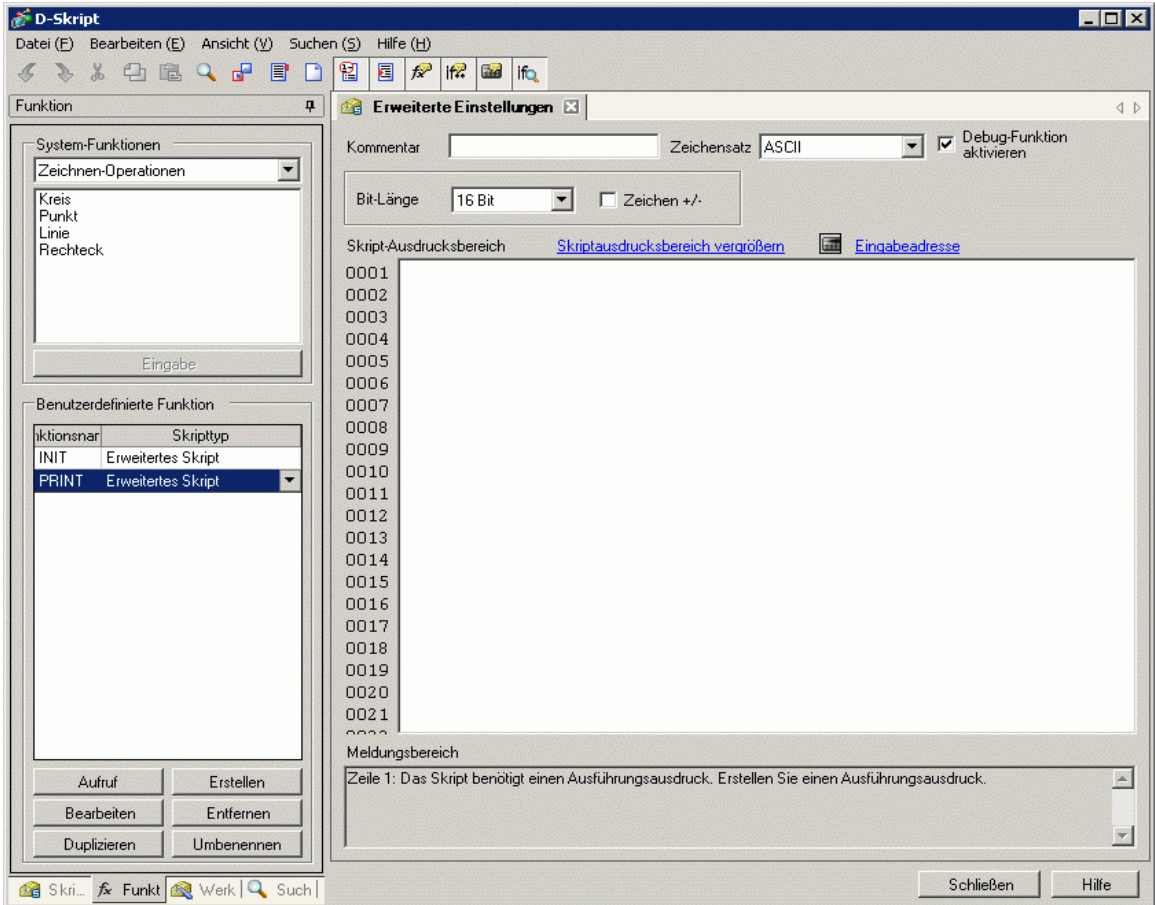 D-Skript
Datei (F) Bearbeiten (E) Ansicht (V) Suchen (S) Hilfe (H)
Funktion
System-Funktionen
Zeichnen-Operationen
Kreis
Punkt
Linie
Rechteck
Eingabe
Benutzerdefinierte Funktion
nktionsnar Skripttyp
INIT Erweitertes Skript
PRINT Erweitertes Skript
Aufruf Erstellen
Bearbeiten Entfernen
Duplizieren Umbenennen
Skri... fx Funkt Werk Such
Erweiterte Einstellungen
Kommentar Zeichensatz ASCII Debug-Funktion aktivieren
Bit-Länge 16 Bit Zeichen +/-
Skript-Ausdrucksbereich Skriptausdrucksbereich vergrößern Eingabeadresse
0001
0002
0003
0004
0005
0006
0007
0008
0009
0010
0011
0012
0013
0014
0015
0016
0017
0018
0019
0020
0021
Meldungsbereich
Zeile 1: Das Skript benötigt einen Ausführungsausdruck. Erstellen Sie einen Ausführungsausdruck.
Schließen Hilfe